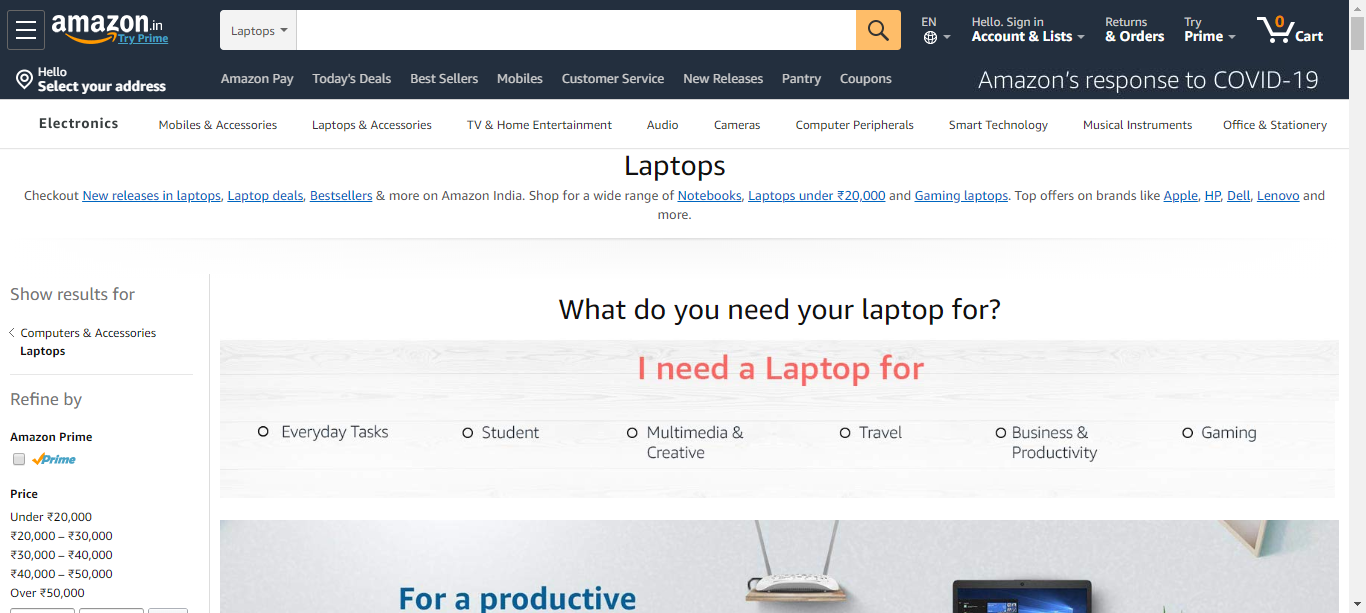 amazon.in
Try Prime
Laptops
EN
Hello. Sign in
Account & Lists
Returns
& Orders
Try
Prime
0
Cart
Hello
Select your address
Amazon Pay
Today's Deals
Best Sellers
Mobiles
Customer Service
New Releases
Pantry
Coupons
Amazon's response to COVID-19
Electronics
Mobiles & Accessories
Laptops & Accessories
TV & Home Entertainment
Audio
Cameras
Computer Peripherals
Smart Technology
Musical Instruments
Office & Stationery
Laptops
Checkout New releases in laptops, Laptop deals, Bestsellers & more on Amazon India. Shop for a wide range of Notebooks, Laptops under ₹20,000 and Gaming laptops. Top offers on brands like Apple, HP, Dell, Lenovo and
more.
Show results for
Computers & Accessories
Laptops
Refine by
Amazon Prime
Prime
Price
Under ₹20,000
₹20,000 – ₹30,000
₹30,000 – ₹40,000
₹40,000 – ₹50,000
Over ₹50,000
What do you need your laptop for?
I need a Laptop for
Everyday Tasks
Student
Multimedia &
Creative
Travel
Business &
Productivity
Gaming
For a productive